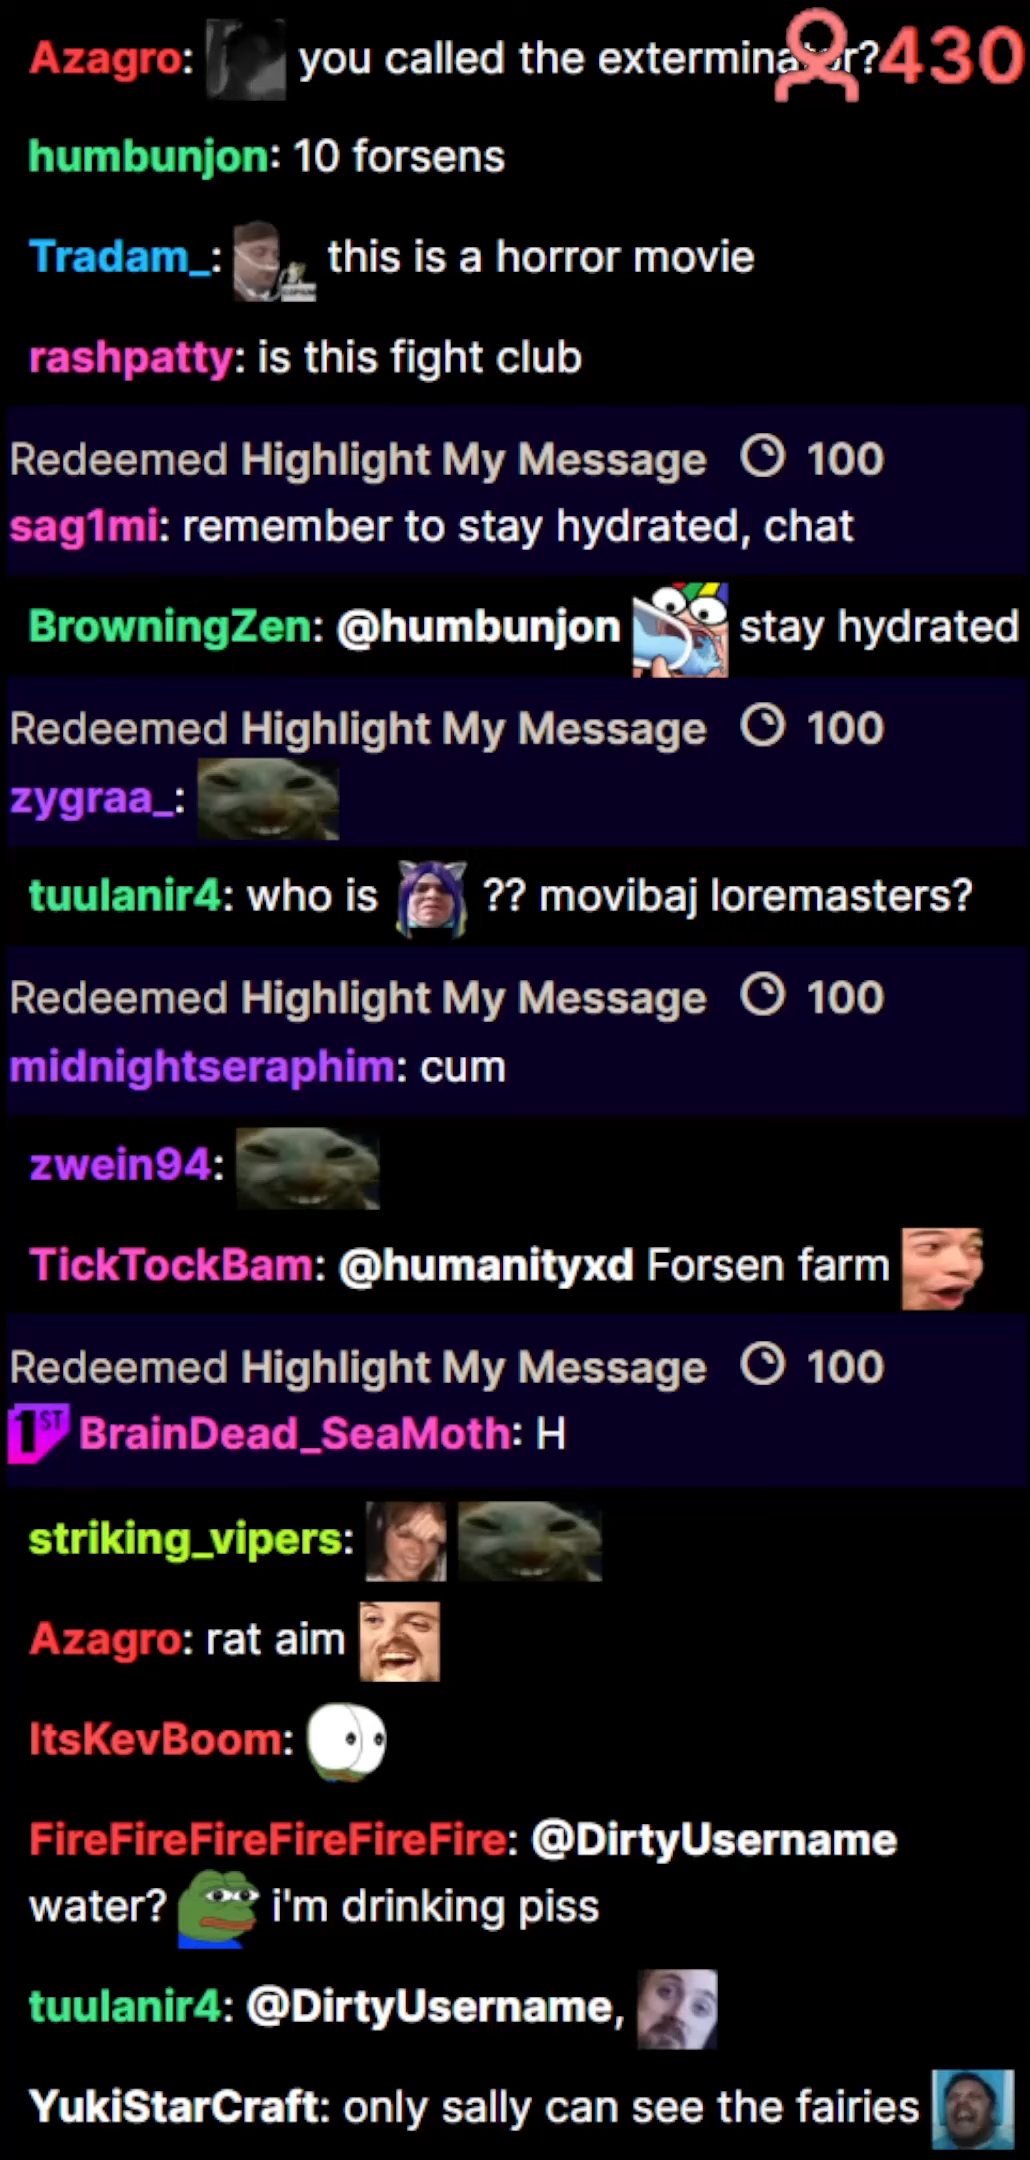 Azagro: you called the exterminator?430
humbunjon: 10 forsens
Tradam_: this is a horror movie
rashpatty: is this fight club
Redeemed Highlight My Message 100
sag1mi: remember to stay hydrated, chat
BrowningZen: @humbunjon stay hydrated
Redeemed Highlight My Message 100
zygraa_:
tuulanir4: who is ?? movibaj loremasters?
Redeemed Highlight My Message 100
midnightseraphim: cum
zwein94:
TickTockBam: @humanityxd Forsen farm
Redeemed Highlight My Message 100
1ST BrainDead_SeaMoth: H
striking_vipers:
Azagro: rat aim
ItsKevBoom:
FireFireFireFireFireFire: @DirtyUsername
water? i'm drinking piss
tuulanir4: @DirtyUsername,
YukiStarCraft: only sally can see the fairies